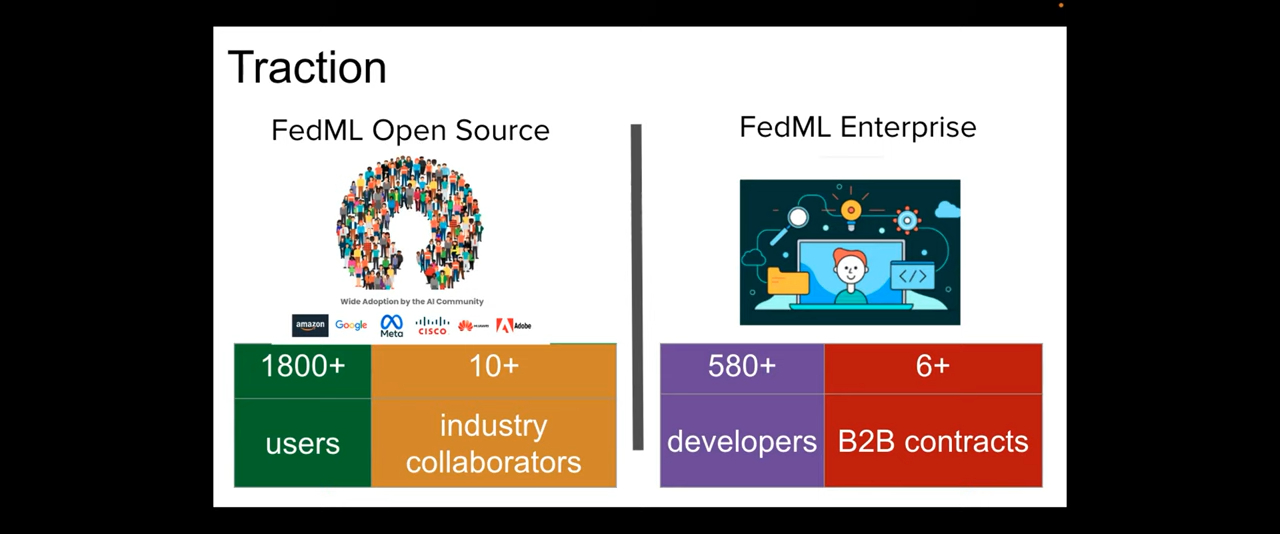 Traction
FedML Open Source
Wide Adoption by the AI Community
amazon
Google
Meta
CISCO
HUAWEI
Adobe
1800+
10+
users
industry
collaborators
FedML Enterprise
</>
580+
6+
developers
B2B contracts